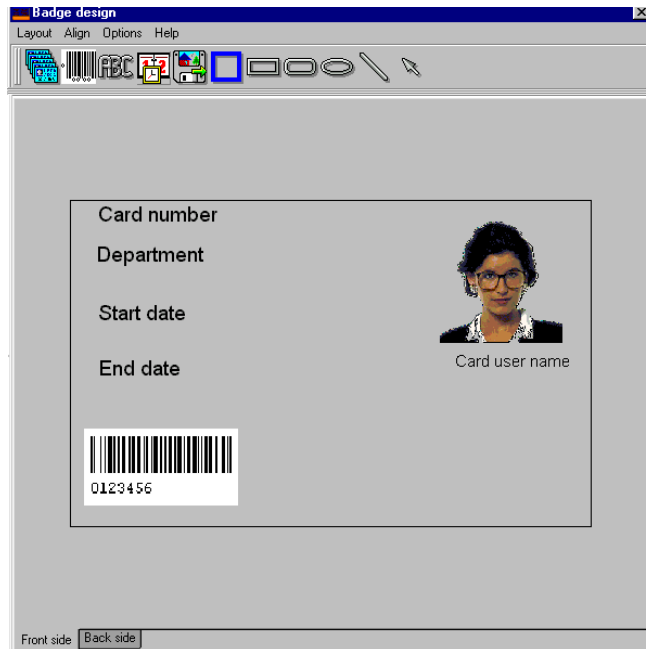 Badge design
Layout Align Options Help
ABC
Card number
Department
Start date
End date
Card user name
0123456
Front side Back side